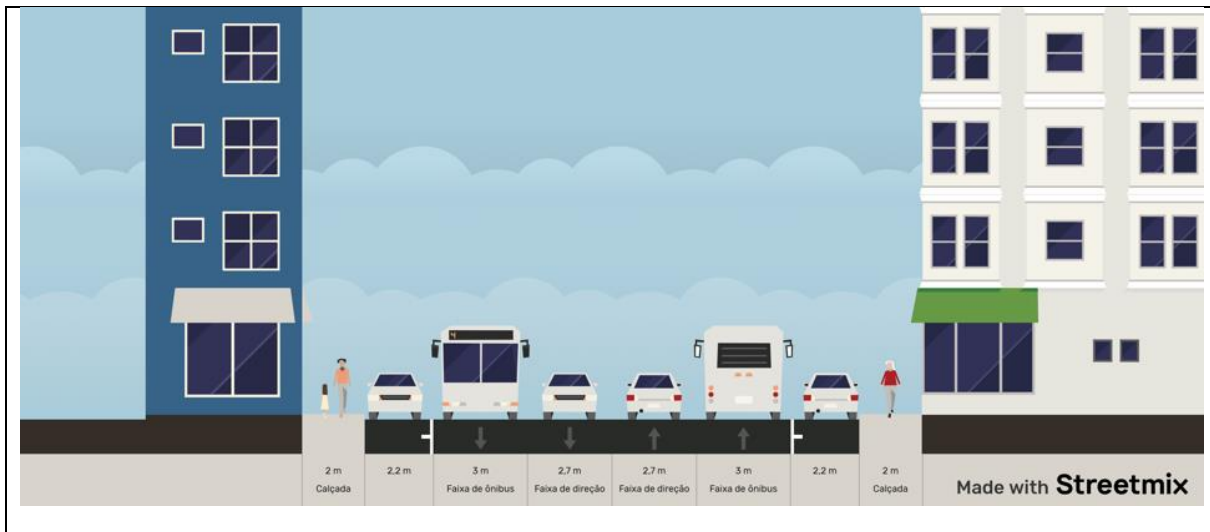 2 m
Calçada
2,2 m
3 m
Faixa de ônibus
2,7 m
Faixa de direção
2,7 m
Faixa de direção
3 m
Faixa de ônibus
2,2 m
2 m
Calçada
Made with Streetmix